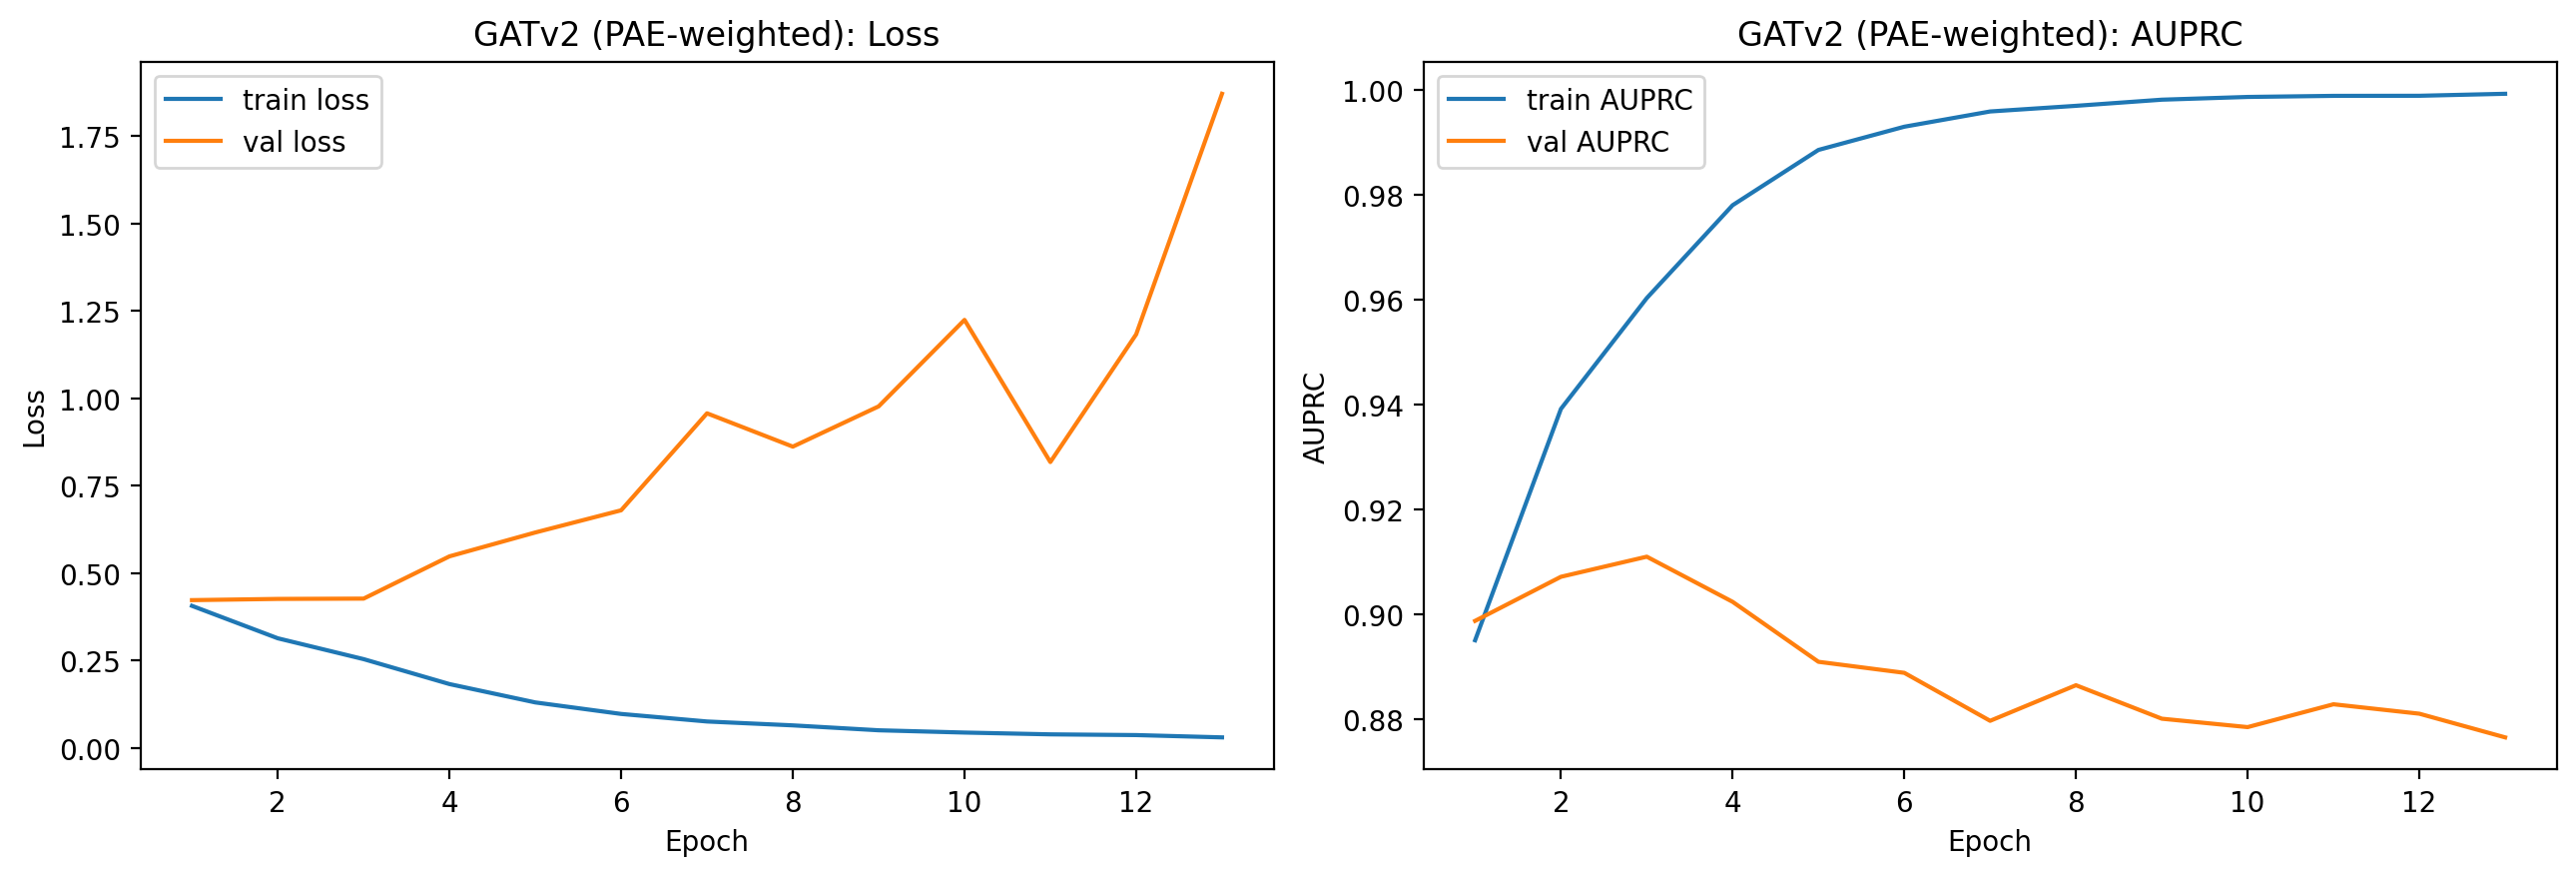 GATv2 (PAE-weighted): Loss
train loss
val loss
1.75
1.50
1.25
1.00
0.75
0.50
0.25
0.00
Loss
2 4 6 8 10 12
Epoch
GATv2 (PAE-weighted): AUPRC
train AUPRC
val AUPRC
1.00
0.98
0.96
0.94
0.92
0.90
0.88
AUPRC
2 4 6 8 10 12
Epoch